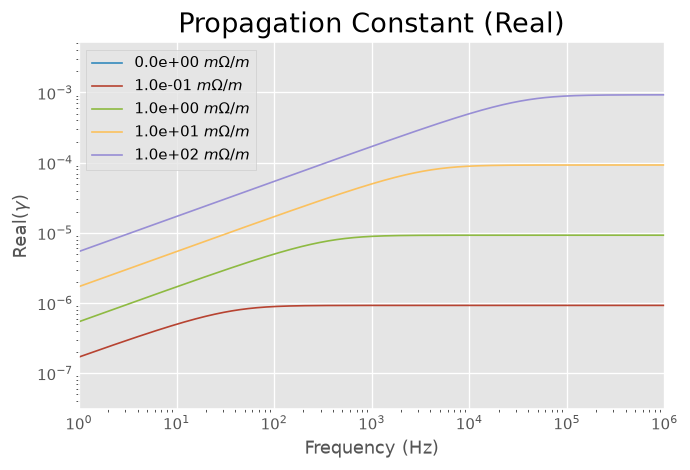 Propagation Constant (Real)
0.0e+00 mΩ/m
1.0e-01 mΩ/m
1.0e+00 mΩ/m
1.0e+01 mΩ/m
1.0e+02 mΩ/m
Real(γ)
10⁻³
10⁻⁴
10⁻⁵
10⁻⁶
10⁻⁷
10⁰ 10¹ 10² 10³ 10⁴ 10⁵ 10⁶
Frequency (Hz)